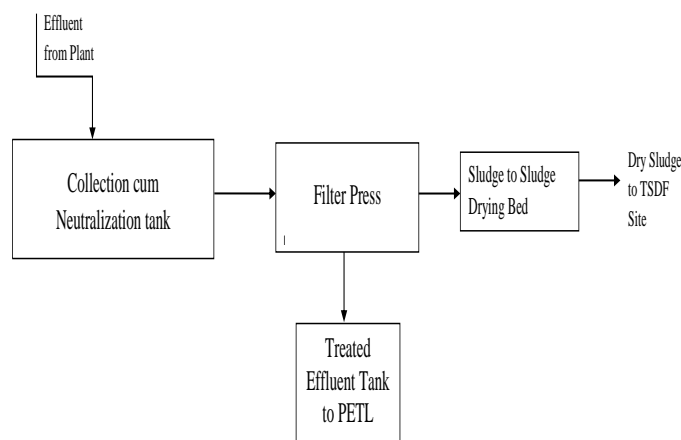 Effluent
from Plant
Collection cum
Neutralization tank
Filter Press
Sludge to Sludge
Drying Bed
Dry Sludge
to TSDF
Site
Treated
Effluent Tank
to PETL